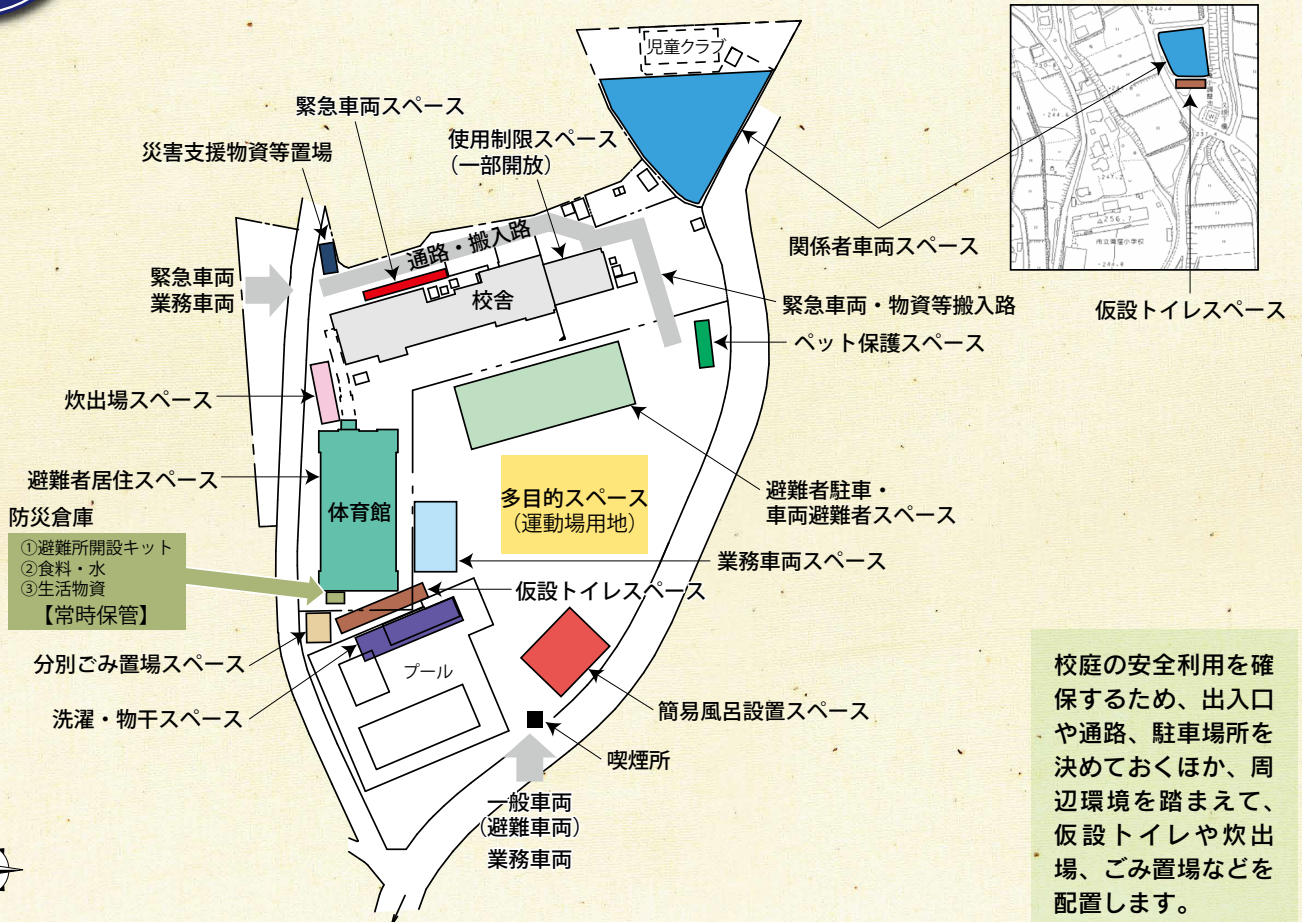 児童クラブ
緊急車両スペース
災害支援物資等置場
使用制限スペース
（一部開放）
通路・搬入路
緊急車両
業務車両
校舎
関係者車両スペース
緊急車両・物資等搬入路
仮設トイレスペース
ペット保護スペース
炊出場スペース
避難者居住スペース
体育館
多目的スペース
（運動場用地）
避難者駐車・
車両避難者スペース
防災倉庫
①避難所開設キット
②食料・水
③生活物資
【常時保管】
業務車両スペース
仮設トイレスペース
分別ごみ置場スペース
プール
洗濯・物干スペース
簡易風呂設置スペース
喫煙所
一般車両
（避難車両）
業務車両
校庭の安全利用を確
保するため、出入口
や通路、駐車場所を
決めておくほか、周
辺環境を踏まえて、
仮設トイレや炊出
場、ごみ置場などを
配置します。